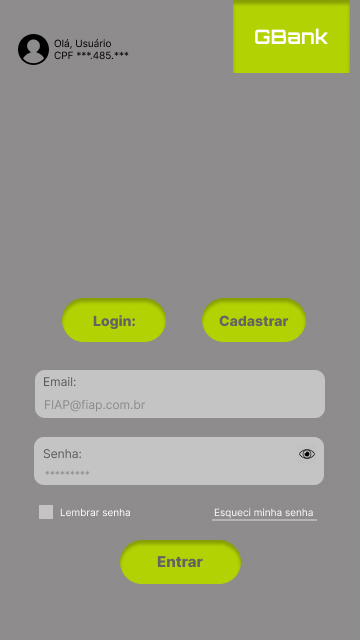 GBank
Olá, Usuário
CPF ***.485.***
Login:
Cadastrar
Email:
FIAP@fiap.com.br
Senha:
*********
Lembrar senha
Esqueci minha senha
Entrar